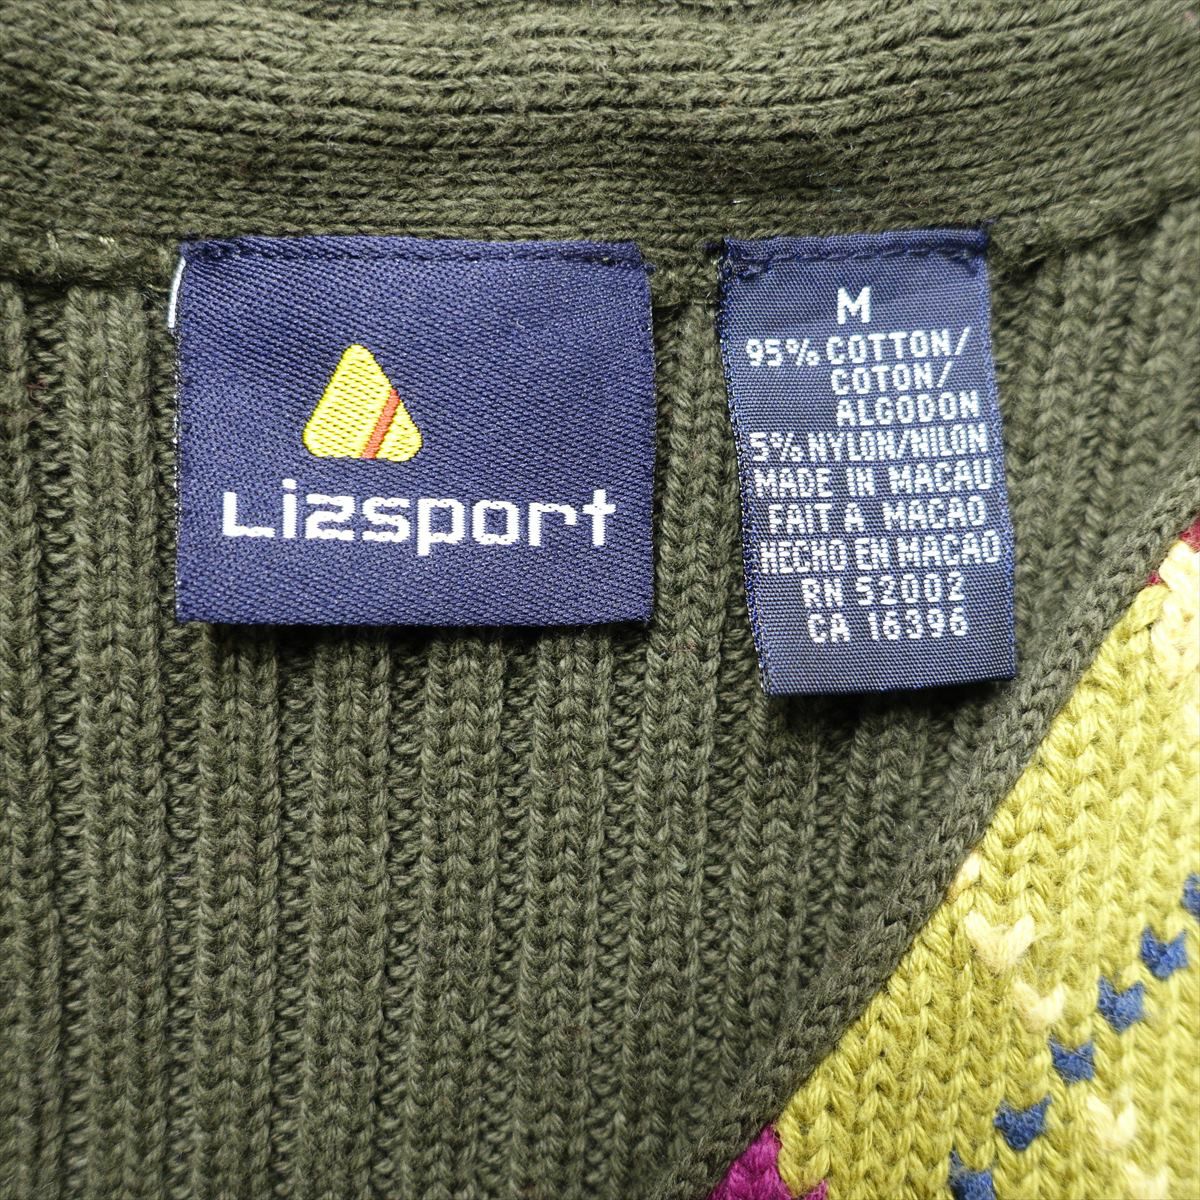 Lizsport
M
95% COTTON/
COTON/
ALGODON
5% NYLON/NILON
MADE IN MACAU
FAIT A MACAO
HECHO EN MACAO
RN 52002
CA 16396